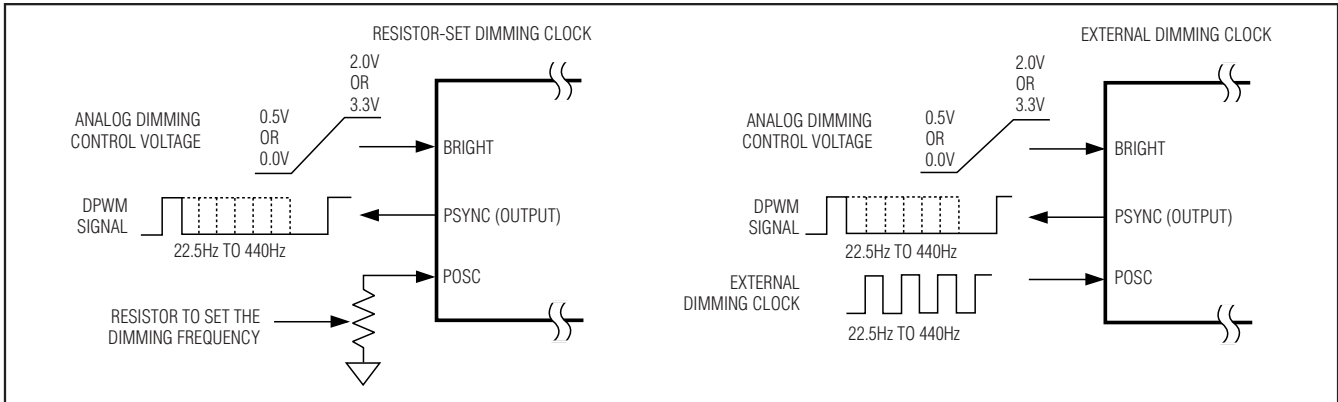 RESISTOR-SET DIMMING CLOCK
2.0V
OR
3.3V
0.5V
OR
0.0V
ANALOG DIMMING
CONTROL VOLTAGE
BRIGHT
DPWM
SIGNAL
PSYNC (OUTPUT)
22.5Hz TO 440Hz
POSC
RESISTOR TO SET THE
DIMMING FREQUENCY
EXTERNAL DIMMING CLOCK
2.0V
OR
3.3V
0.5V
OR
0.0V
ANALOG DIMMING
CONTROL VOLTAGE
BRIGHT
DPWM
SIGNAL
PSYNC (OUTPUT)
22.5Hz TO 440Hz
EXTERNAL
DIMMING CLOCK
POSC
22.5Hz TO 440Hz